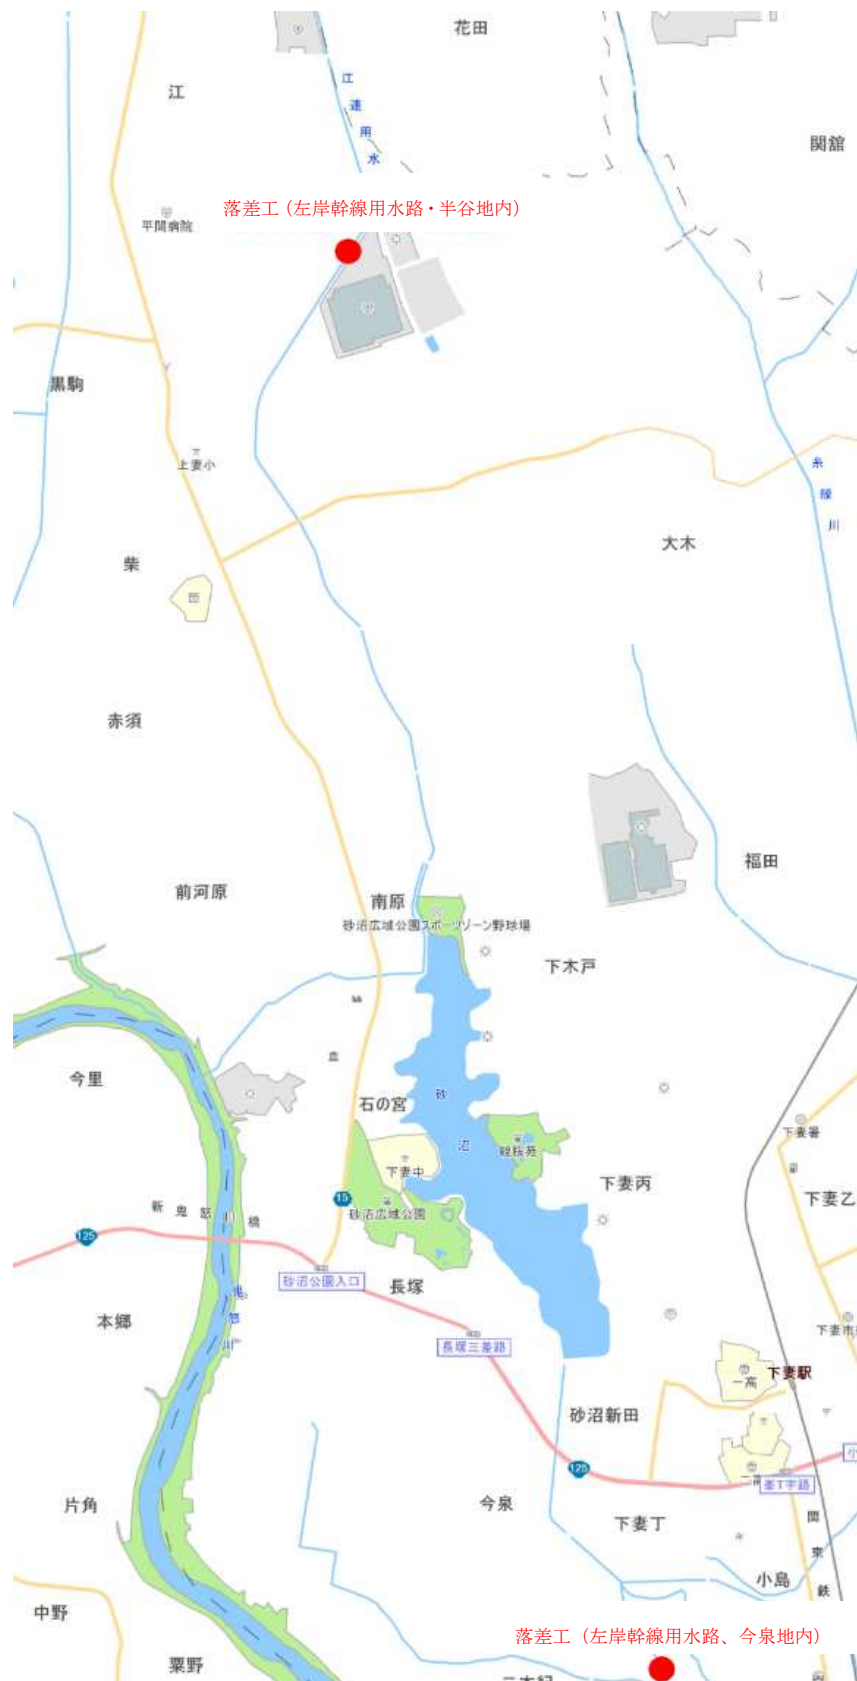 花田
江
江連用水
関舘
落差工（左岸幹線用水路・半谷地内）
平間病院
黒駒
上妻小
糸繰川
大木
柴
赤須
福田
前河原
南原
砂沼広域公園スポーツゾーン野球場
下木戸
今里
石の宮
砂沼
下妻署
観桜苑
下妻中
下妻丙
下妻乙
15
新鬼怒川橋
砂沼広域公園
125
砂沼公園入口
長塚
鬼怒川
本郷
下妻市
長塚三差路
下妻駅
一高
砂沼新田
小
125
二高
妻T字路
片角
今泉
下妻丁
関東鉄
小島
中野
落差工（左岸幹線用水路、今泉地内）
粟野
二本紀